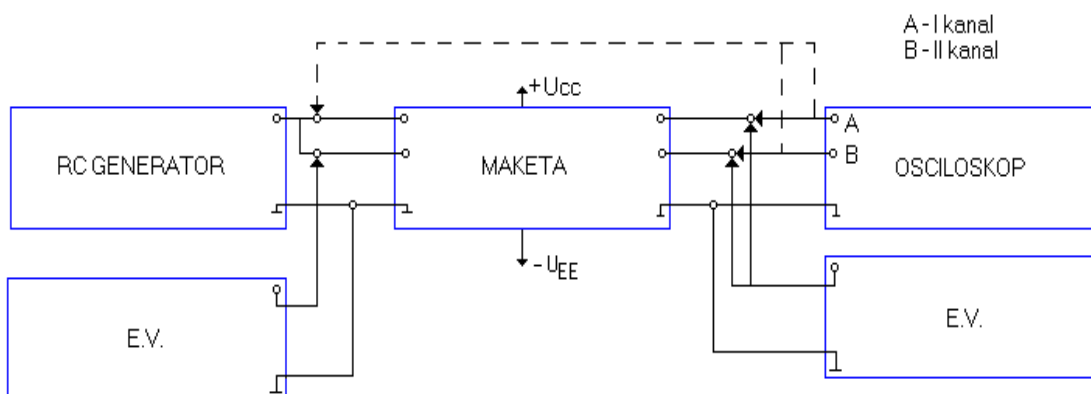 A - I kanal
B - II kanal
+Ucc
RC GENERATOR
MAKETA
A
B
OSCILOSKOP
- UEE
E.V.
E.V.